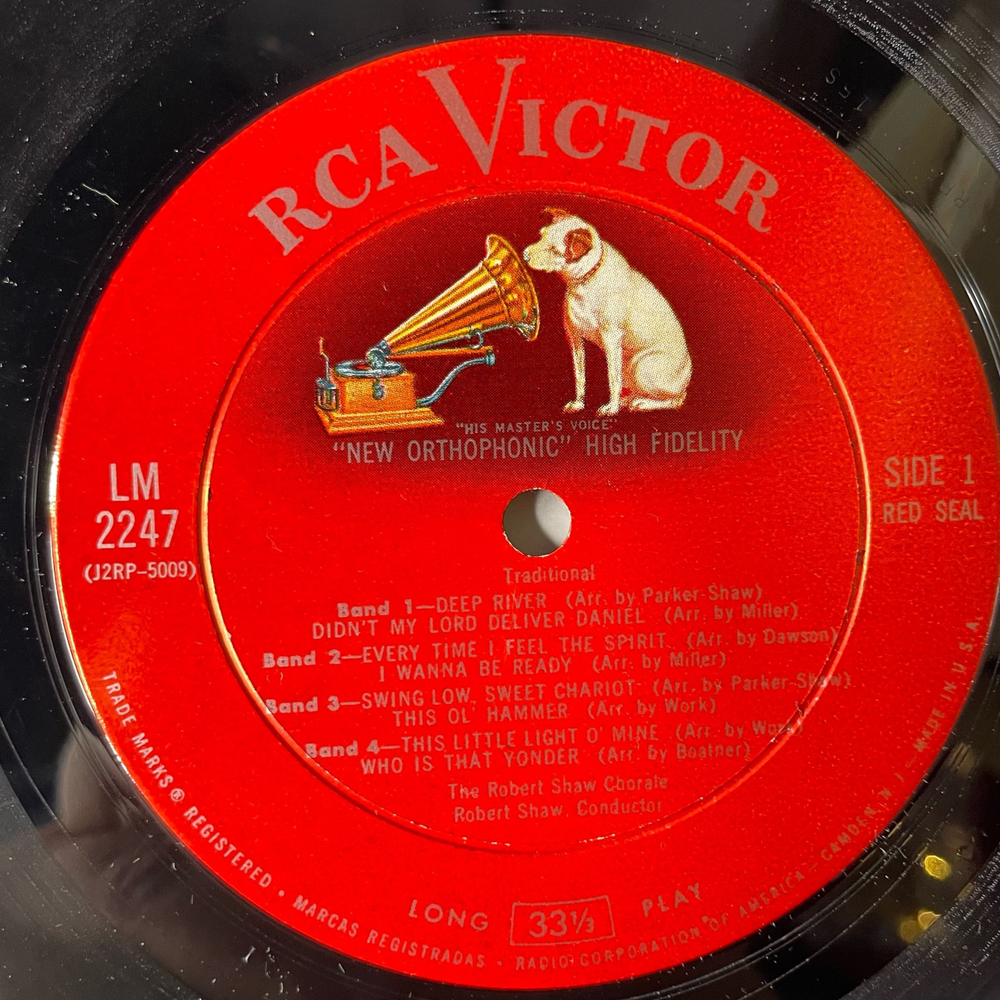 RCA VICTOR
"HIS MASTER'S VOICE"
"NEW ORTHOPHONIC" HIGH FIDELITY
LM
2247
(J2RP-5009)
SIDE 1
RED SEAL
Traditional
Band 1—DEEP RIVER (Arr. by Parker-Shaw)
DIDN'T MY LORD DELIVER DANIEL (Arr. by Miller)
Band 2—EVERY TIME I FEEL THE SPIRIT (Arr. by Dawson)
I WANNA BE READY (Arr. by Miller)
Band 3—SWING LOW, SWEET CHARIOT (Arr. by Parker-Shaw)
THIS OL' HAMMER (Arr. by Work)
Band 4—THIS LITTLE LIGHT O' MINE (Arr. by Work)
WHO IS THAT YONDER (Arr. by Boatner)
The Robert Shaw Chorale
Robert Shaw, Conductor
LONG 33⅓ PLAY
TRADE MARKS® REGISTERED • MARCAS REGISTRADAS • RADIO CORPORATION OF AMERICA—CAMDEN, N. J.—MADE IN U.S.A.